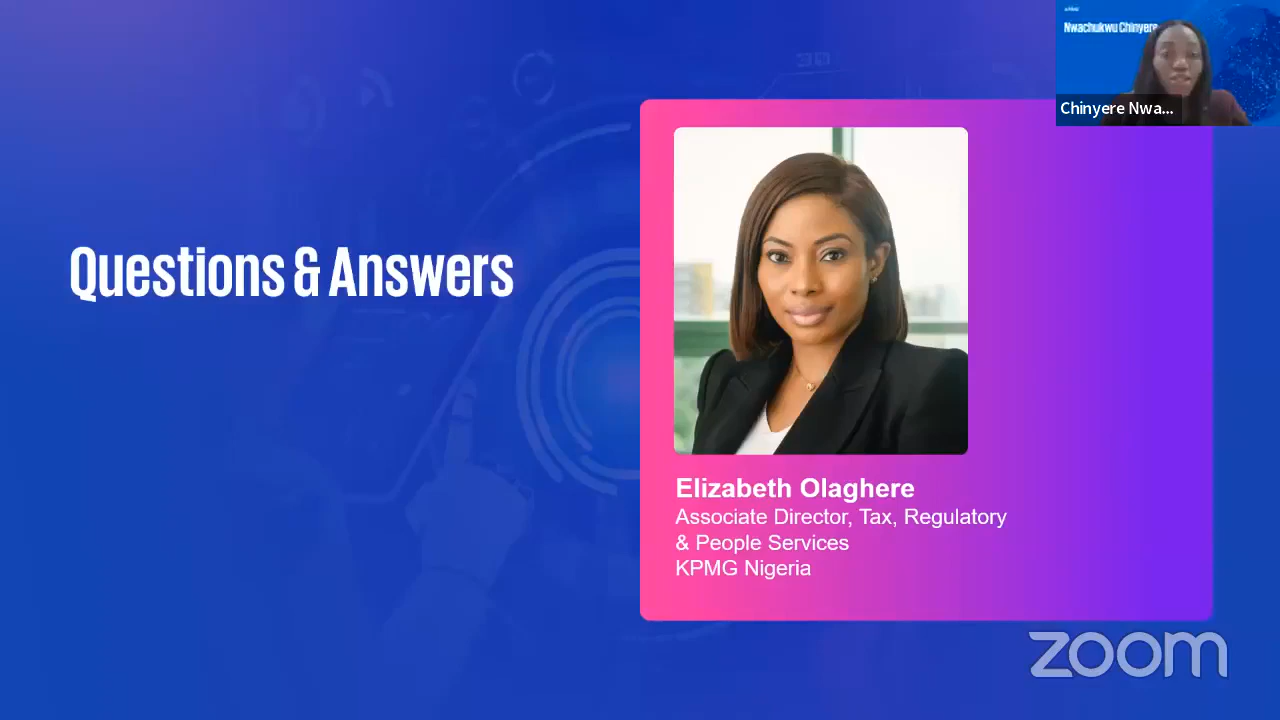 Nwachukwu Chinyere
Chinyere Nwa...
Questions & Answers
Elizabeth Olaghere
Associate Director, Tax, Regulatory
& People Services
KPMG Nigeria
zoom